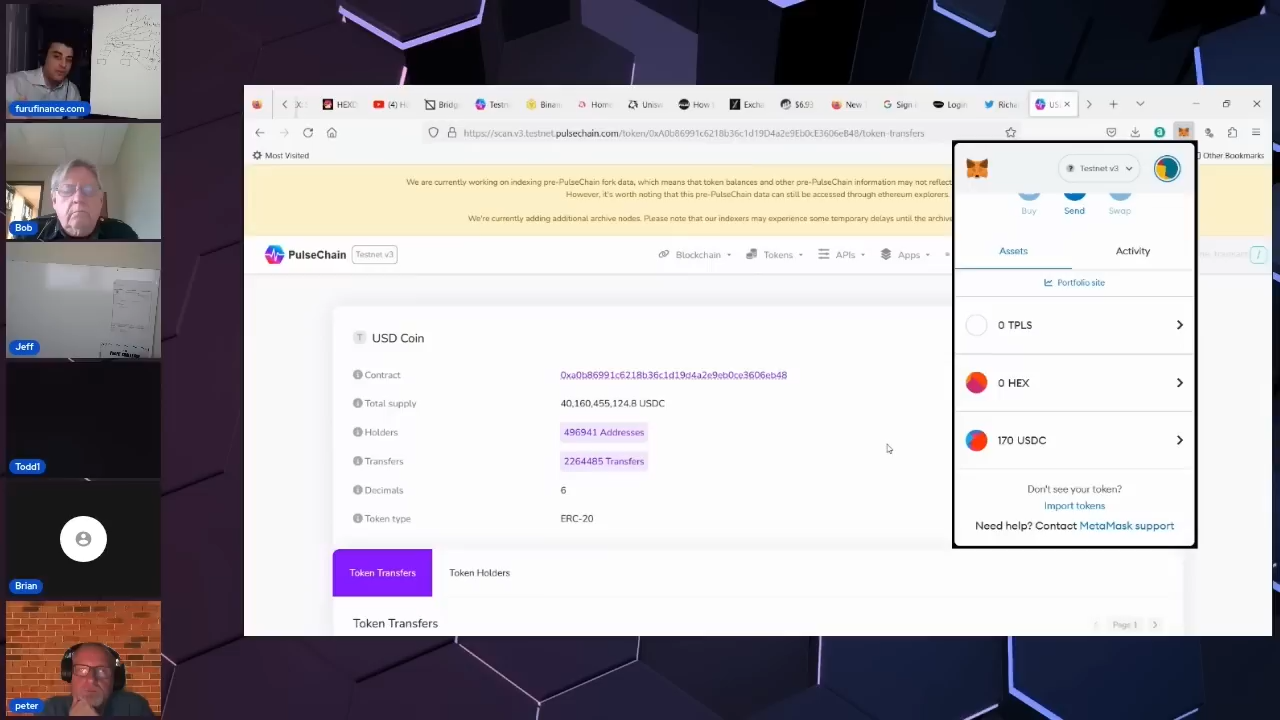 furufinance.com
Bob
Jeff
Todd1
Brian
peter
HEX
(4) H
Bridg
Testn
Binan
Home
Unisw
How
Excha
$6.93
New
Sign
Login
Richa
US
https://scan.v3.testnet.pulsechain.com/token/0xA0b86991c6218b36c1d19D4a2e9Eb0cE3606eB48/token-transfers
Most Visited
Other Bookmarks
We are currently working on indexing pre-PulseChain fork data, which means that token balances and other pre-PulseChain information may not reflect
However, it's worth noting that this pre-PulseChain data can still be accessed through ethereum explorers.
We're currently adding additional archive nodes. Please note that our indexers may experience some temporary delays until the archive
PulseChain
Testnet v3
Blockchain
Tokens
APIs
Apps
/
T USD Coin
Contract
0xa0b86991c6218b36c1d19d4a2e9eb0ce3606eb48
Total supply
40,160,455,124.8 USDC
Holders
496941 Addresses
Transfers
2264485 Transfers
Decimals
6
Token type
ERC-20
Token Transfers
Token Holders
Token Transfers
Page 1
Testnet v3
Buy
Send
Swap
Assets
Activity
Portfolio site
0 TPLS
0 HEX
170 USDC
Don't see your token?
Import tokens
Need help? Contact MetaMask support